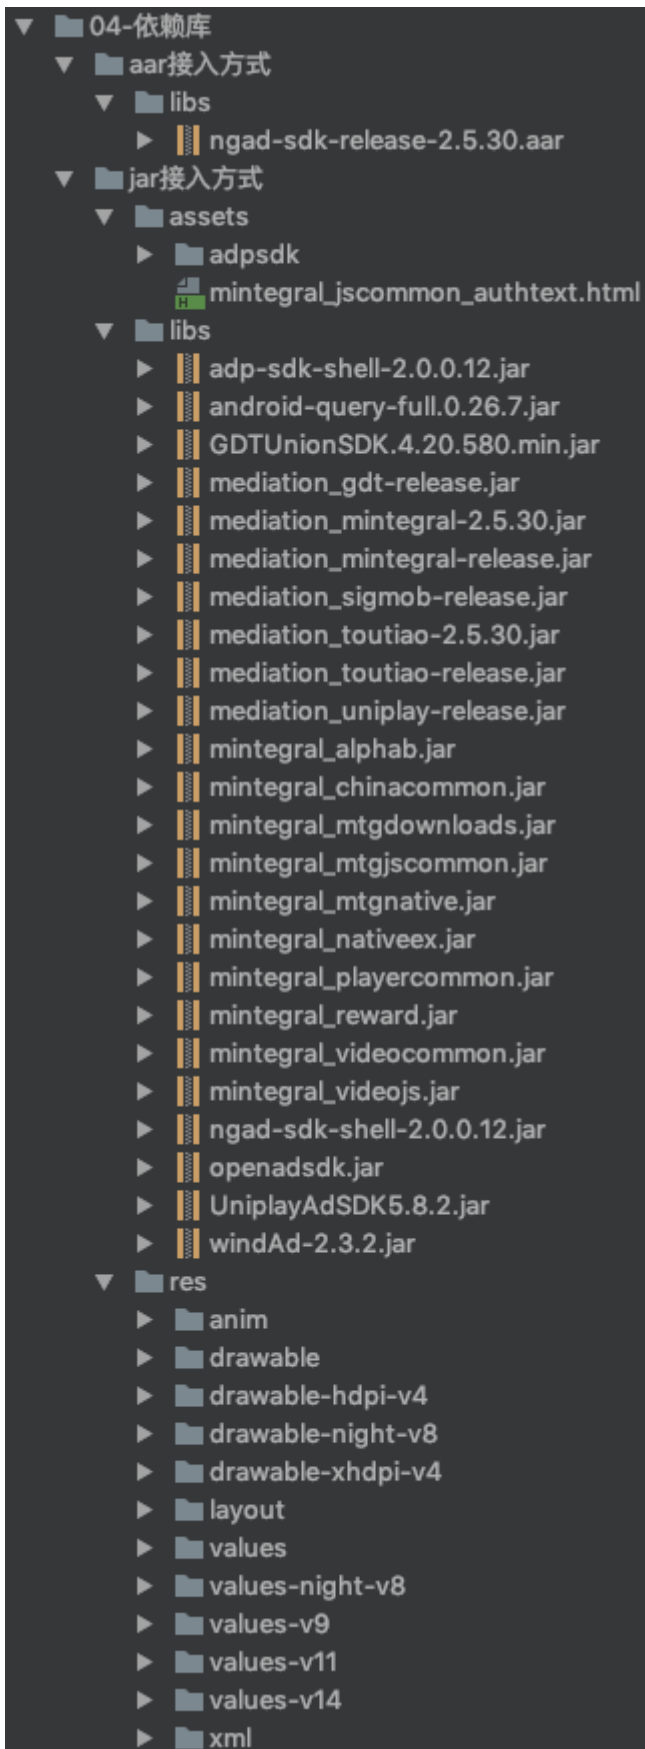 04-依赖库
aar接入方式
libs
ngad-sdk-release-2.5.30.aar
jar接入方式
assets
adpsdk
mintegral_jscommon_authtext.html
libs
adp-sdk-shell-2.0.0.12.jar
android-query-full.0.26.7.jar
GDTUnionSDK.4.20.580.min.jar
mediation_gdt-release.jar
mediation_mintegral-2.5.30.jar
mediation_mintegral-release.jar
mediation_sigmob-release.jar
mediation_toutiao-2.5.30.jar
mediation_toutiao-release.jar
mediation_uniplay-release.jar
mintegral_alphab.jar
mintegral_chinacommon.jar
mintegral_mtgdownloads.jar
mintegral_mtgjscommon.jar
mintegral_mtgnative.jar
mintegral_nativeex.jar
mintegral_playercommon.jar
mintegral_reward.jar
mintegral_videocommon.jar
mintegral_videojs.jar
ngad-sdk-shell-2.0.0.12.jar
openadsdk.jar
UniplayAdSDK5.8.2.jar
windAd-2.3.2.jar
res
anim
drawable
drawable-hdpi-v4
drawable-night-v8
drawable-xhdpi-v4
layout
values
values-night-v8
values-v9
values-v11
values-v14
xml